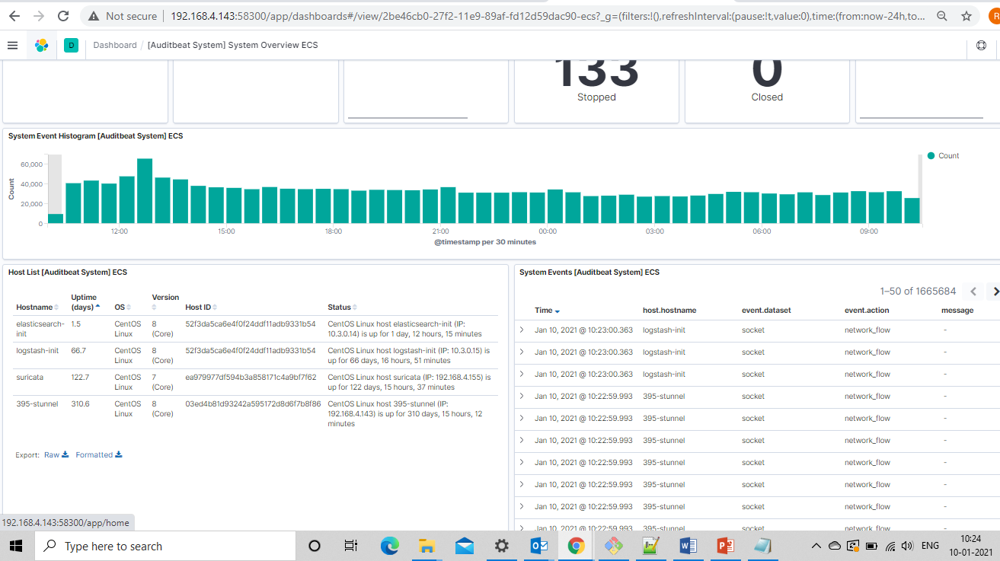 Not secure | 192.168.4.143:58300/app/dashboards#/view/2be46cb0-27f2-11e9-89af-fd12d59dac90-ecs?_g=(filters:!(),refreshInterval:(pause:!t,value:0),time:(from:now-24h,to...
R
D Dashboard / [Auditbeat System] System Overview ECS
133 0
Stopped Closed
System Event Histogram [Auditbeat System] ECS
Count
60,000
40,000
20,000
0
12:00 15:00 18:00 21:00 00:00 03:00 06:00 09:00
@timestamp per 30 minutes
Count
Host List [Auditbeat System] ECS
Hostname Uptime (days) OS Version Host ID Status
elasticsearch- 1.5 CentOS 8 52f3da5ca6e4f0f24ddf11adb9331b54 CentOS Linux host elasticsearch-init (IP:
init Linux (Core) 10.3.0.14) is up for 1 day, 12 hours, 15 minutes
logstash-init 66.7 CentOS 8 52f3da5ca6e4f0f24ddf11adb9331b54 CentOS Linux host logstash-init (IP: 10.3.0.15) is
Linux (Core) up for 66 days, 16 hours, 51 minutes
suricata 122.7 CentOS 7 ea979977df594b3a858171c4a9bf7f62 CentOS Linux host suricata (IP: 192.168.4.155) is
Linux (Core) up for 122 days, 15 hours, 37 minutes
395-stunnel 310.6 CentOS 8 03ed4b81d93242a595172d8d6f7b8f86 CentOS Linux host 395-stunnel (IP:
Linux (Core) 192.168.4.143) is up for 310 days, 15 hours, 12
minutes
Export: Raw Formatted
System Events [Auditbeat System] ECS
1–50 of 1665684
Time host.hostname event.dataset event.action message
Jan 10, 2021 @ 10:23:00.363 logstash-init socket network_flow -
Jan 10, 2021 @ 10:23:00.363 logstash-init socket network_flow -
Jan 10, 2021 @ 10:23:00.363 logstash-init socket network_flow -
Jan 10, 2021 @ 10:22:59.993 395-stunnel socket network_flow -
Jan 10, 2021 @ 10:22:59.993 395-stunnel socket network_flow -
Jan 10, 2021 @ 10:22:59.993 395-stunnel socket network_flow -
Jan 10, 2021 @ 10:22:59.993 395-stunnel socket network_flow -
Jan 10, 2021 @ 10:22:59.993 395-stunnel socket network_flow -
Jan 10, 2021 @ 10:22:59.993 395-stunnel socket network_flow -
Jan 10, 2021 @ 10:22:59.993 395-stunnel socket network_flow -
192.168.4.143:58300/app/home
Type here to search
ENG
10:24
10-01-2021